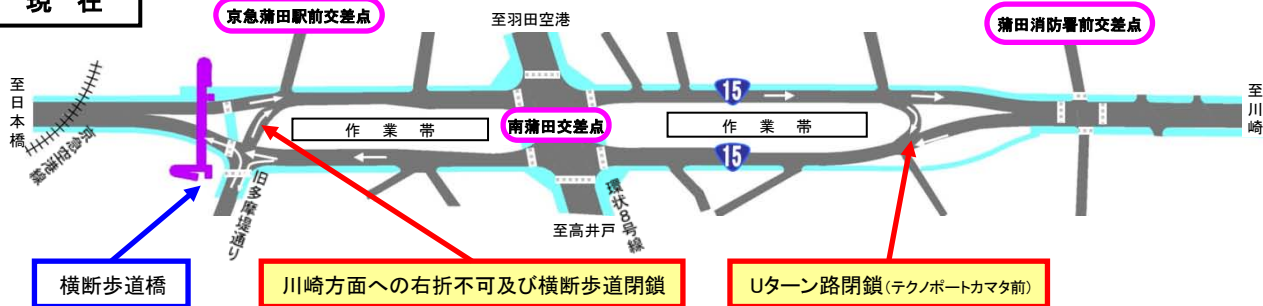 現 在
京急蒲田駅前交差点
至羽田空港
蒲田消防署前交差点
至日本橋
京急空港線
15
至川崎
作 業 帯
南蒲田交差点
作 業 帯
15
旧多摩堤通り
環状8号線
至高井戸
横断歩道橋
川崎方面への右折不可及び横断歩道閉鎖
Uターン路閉鎖(テクノポートカマタ前)